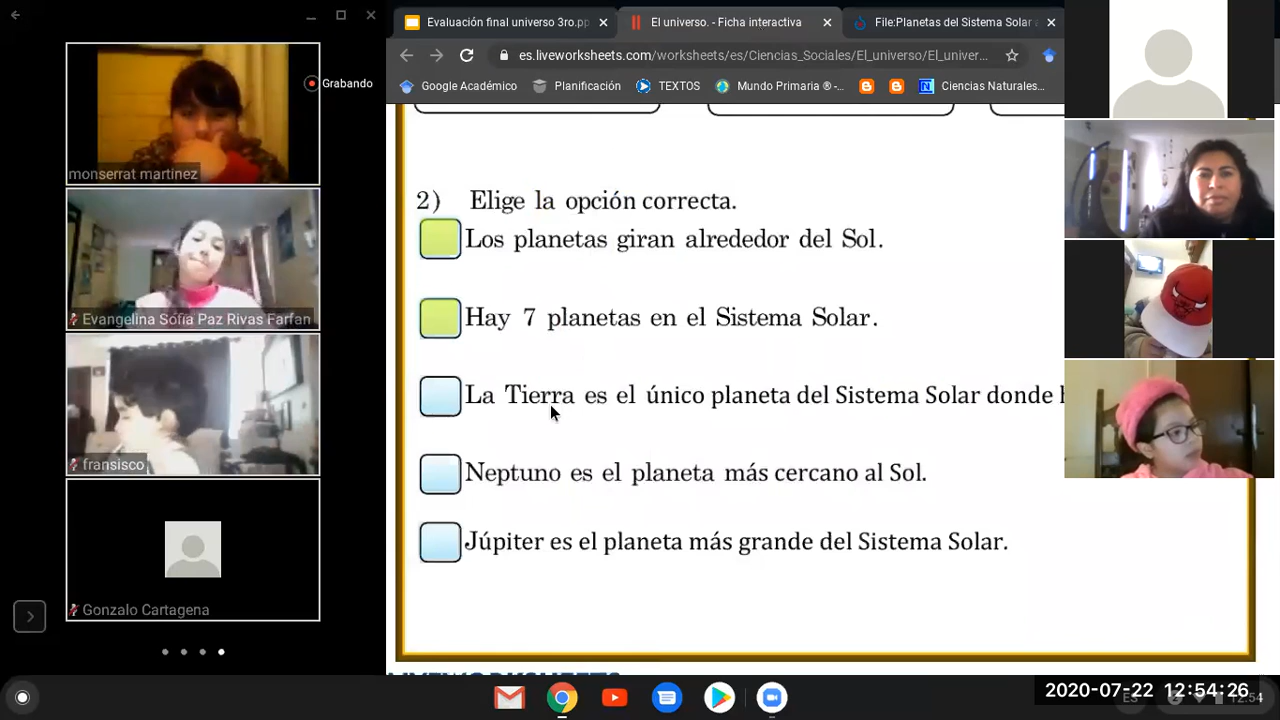 Grabando
monserrat martinez
Evangelina Sofía Paz Rivas Farfan
fransisco
Gonzalo Cartagena
Evaluación final universo 3ro.pp
El universo. - Ficha interactiva
File:Planetas del Sistema Solar
es.liveworksheets.com/worksheets/es/Ciencias_Sociales/El_universo/El_univer...
Google Académico
Planificación
TEXTOS
Mundo Primaria ® -...
Ciencias Naturales...
2) Elige la opción correcta.
Los planetas giran alrededor del Sol.
Hay 7 planetas en el Sistema Solar.
La Tierra es el único planeta del Sistema Solar donde
Neptuno es el planeta más cercano al Sol.
Júpiter es el planeta más grande del Sistema Solar.
2020-07-22 12:54:26
12:54